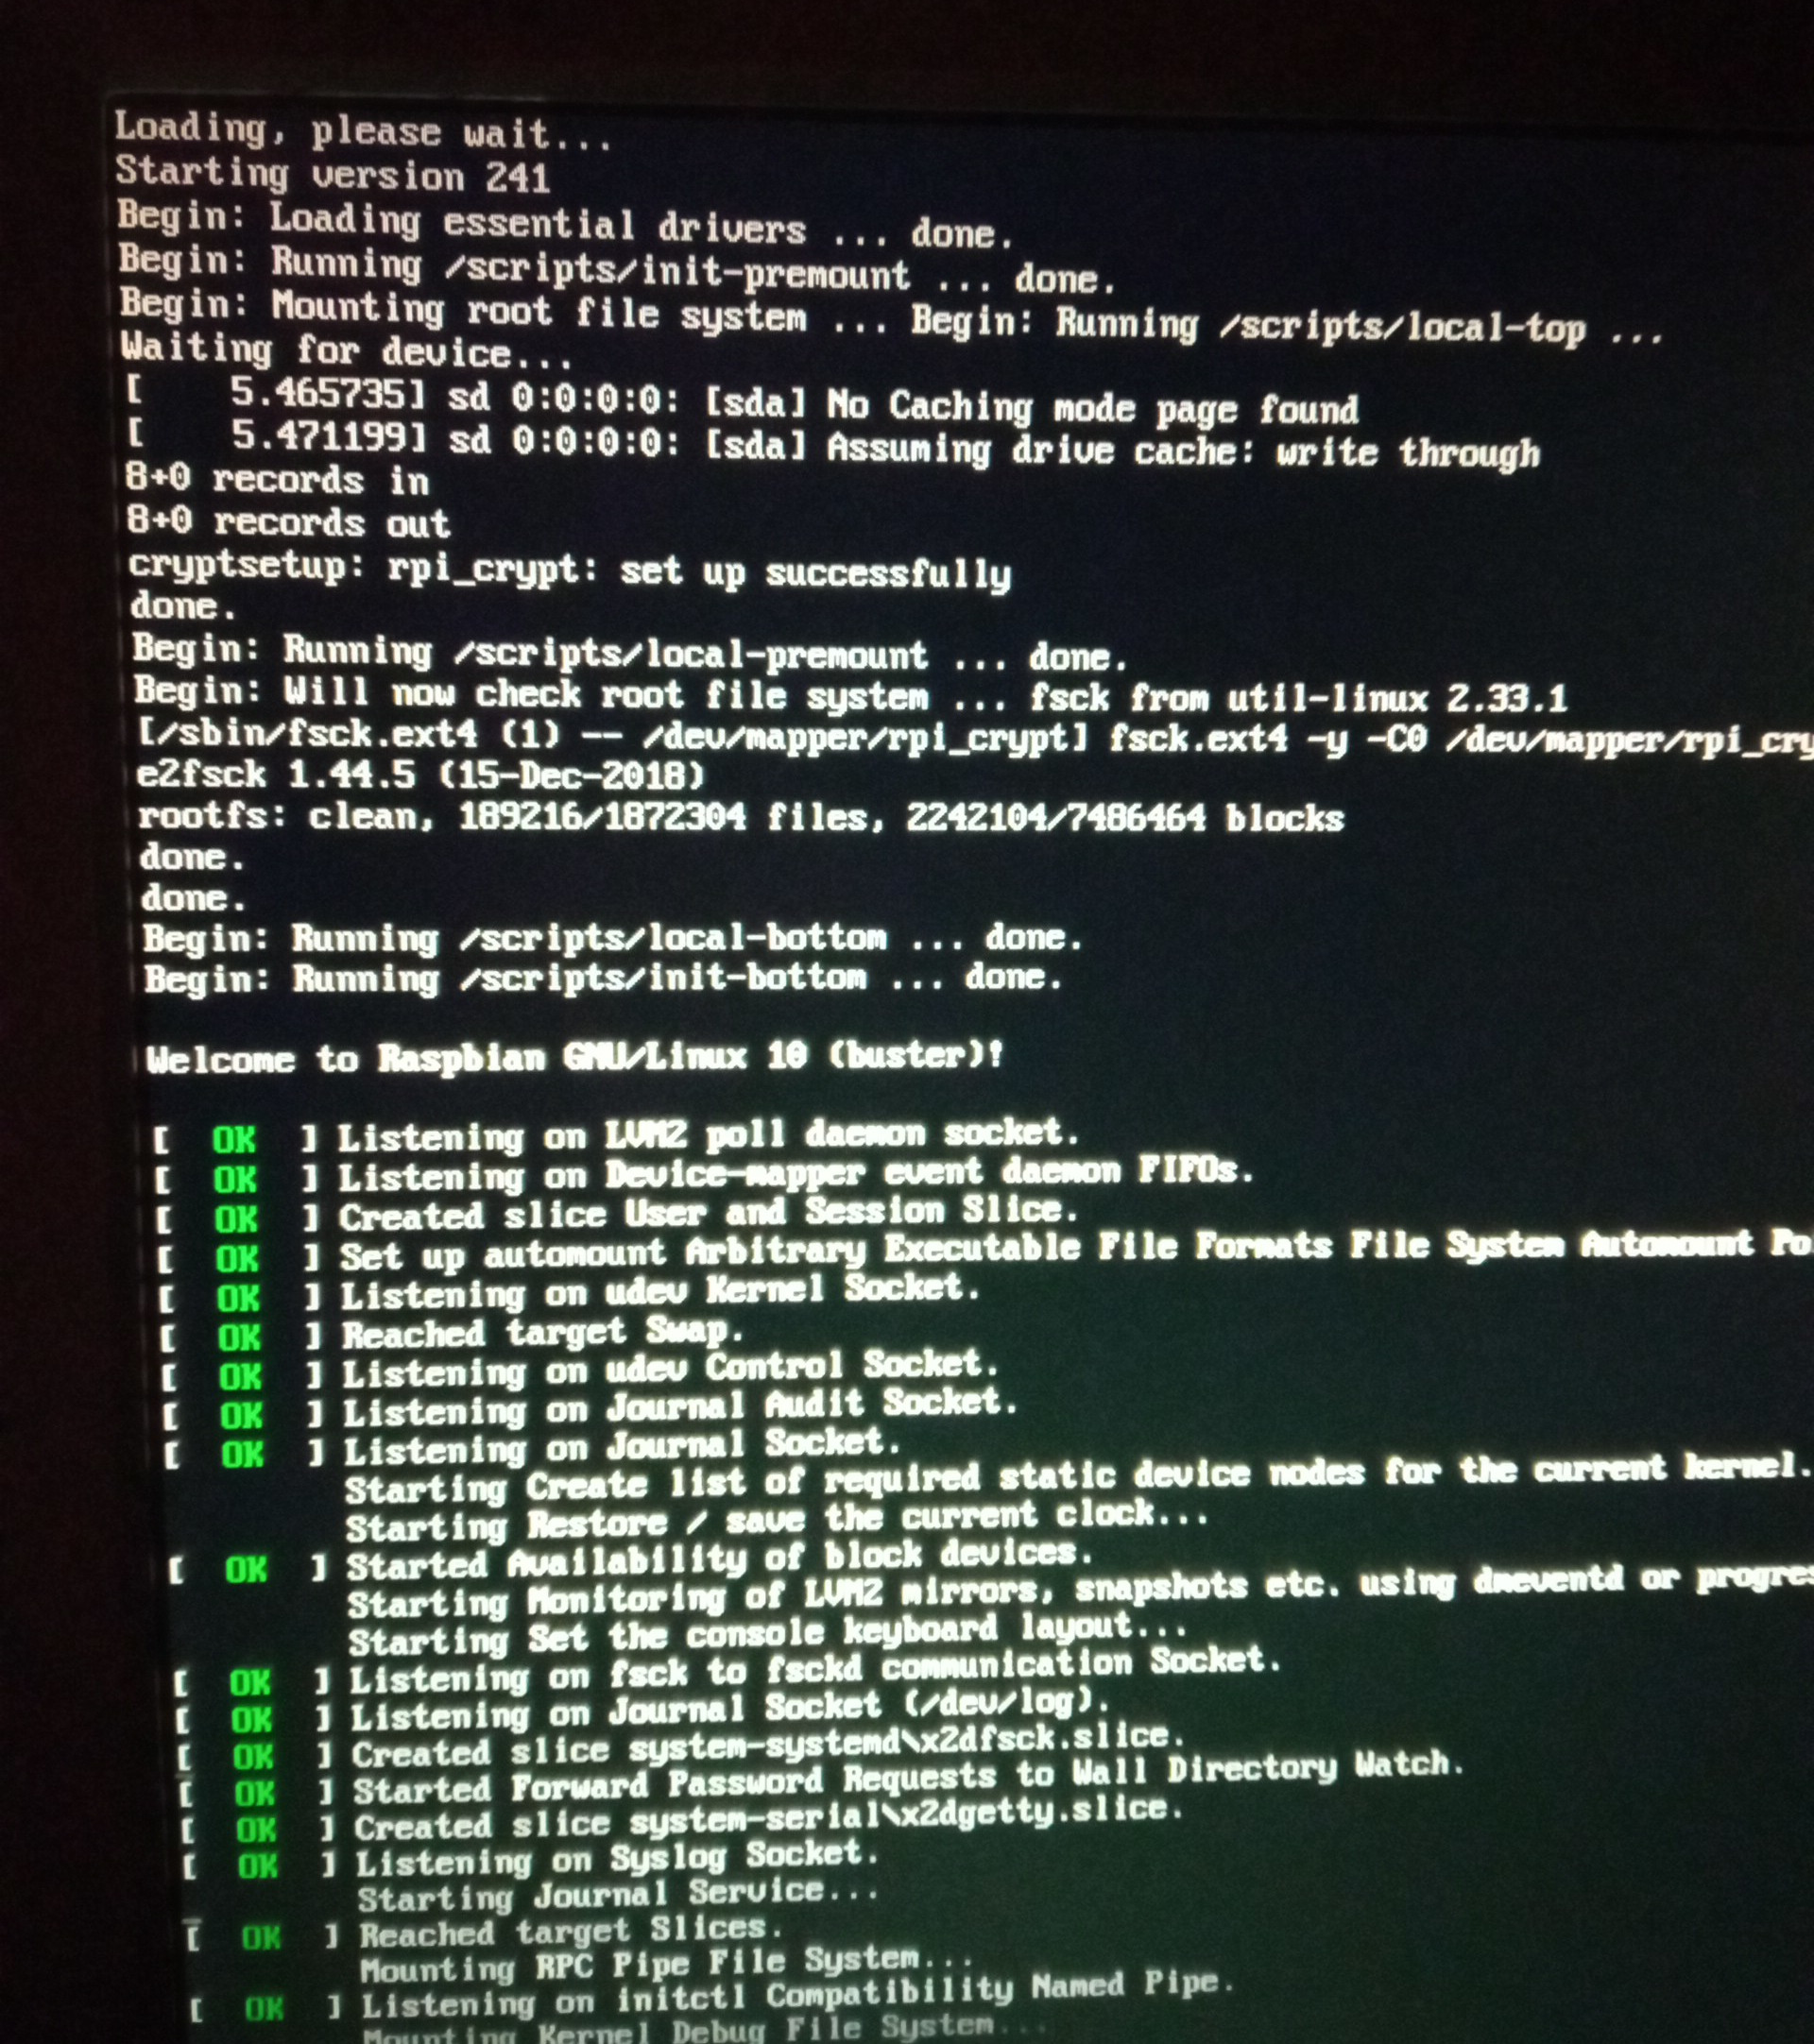 Loading, please wait...
Starting version 241
Begin: Loading essential drivers ... done.
Begin: Running /scripts/init-premount ... done.
Begin: Mounting root file system ... Begin: Running /scripts/local-top ...
Waiting for device...
[    5.465735] sd 0:0:0:0: [sda] No Caching mode page found
[    5.471199] sd 0:0:0:0: [sda] Assuming drive cache: write through
8+0 records in
8+0 records out
cryptsetup: rpi_crypt: set up successfully
done.
Begin: Running /scripts/local-premount ... done.
Begin: Will now check root file system ... fsck from util-linux 2.33.1
[/sbin/fsck.ext4 (1) -- /dev/mapper/rpi_crypt] fsck.ext4 -y -C0 /dev/mapper/rpi_cry
e2fsck 1.44.5 (15-Dec-2018)
rootfs: clean, 189216/1872304 files, 2242104/7486464 blocks
done.
done.
Begin: Running /scripts/local-bottom ... done.
Begin: Running /scripts/init-bottom ... done.
Welcome to Raspbian GNU/Linux 10 (buster)!
[  OK  ] Listening on LVM2 poll daemon socket.
[  OK  ] Listening on Device-mapper event daemon FIFOs.
[  OK  ] Created slice User and Session Slice.
[  OK  ] Set up automount Arbitrary Executable File Formats File System Automount Po
[  OK  ] Listening on udev Kernel Socket.
[  OK  ] Reached target Swap.
[  OK  ] Listening on udev Control Socket.
[  OK  ] Listening on Journal Audit Socket.
[  OK  ] Listening on Journal Socket.
Starting Create list of required static device nodes for the current kernel.
Starting Restore / save the current clock...
[  OK  ] Started Availability of block devices.
Starting Monitoring of LVM2 mirrors, snapshots etc. using dmeventd or progres
Starting Set the console keyboard layout...
[  OK  ] Listening on fsck to fsckd communication Socket.
[  OK  ] Listening on Journal Socket (/dev/log).
[  OK  ] Created slice system-systemd\x2dfsck.slice.
[  OK  ] Started Forward Password Requests to Wall Directory Watch.
[  OK  ] Created slice system-serial\x2dgetty.slice.
[  OK  ] Listening on Syslog Socket.
Starting Journal Service...
[  OK  ] Reached target Slices.
Mounting RPC Pipe File System...
[  OK  ] Listening on initctl Compatibility Named Pipe.
Mounting Kernel Debug File System...